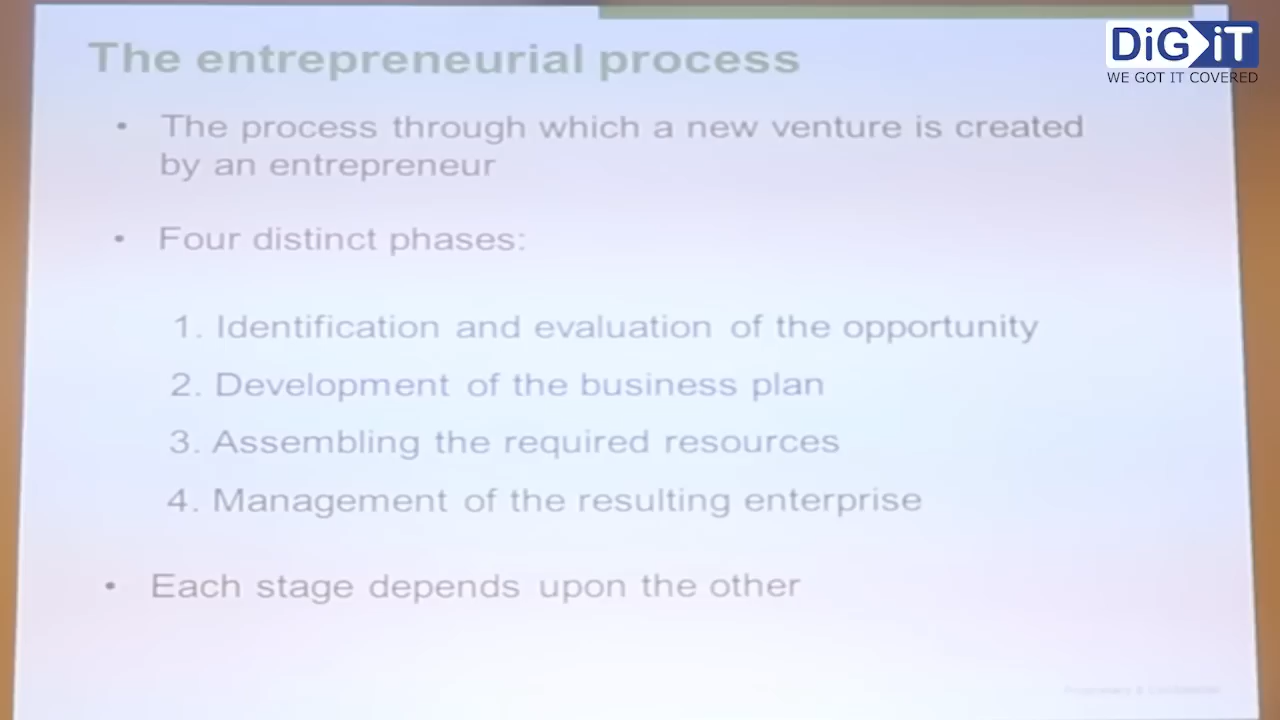 DiGiT
WE GOT IT COVERED
The entrepreneurial process
• The process through which a new venture is created
by an entrepreneur
• Four distinct phases:
1. Identification and evaluation of the opportunity
2. Development of the business plan
3. Assembling the required resources
4. Management of the resulting enterprise
• Each stage depends upon the other